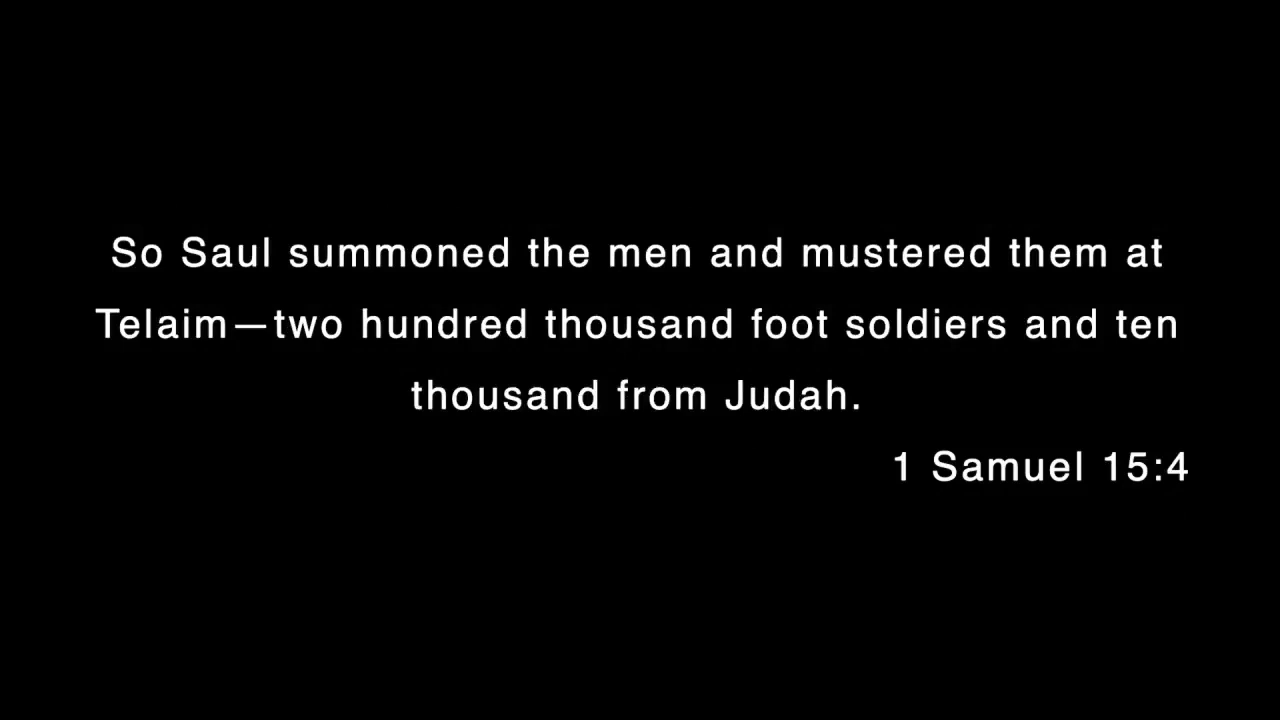 So Saul summoned the men and mustered them at
Telaim—two hundred thousand foot soldiers and ten
thousand from Judah.
1 Samuel 15:4